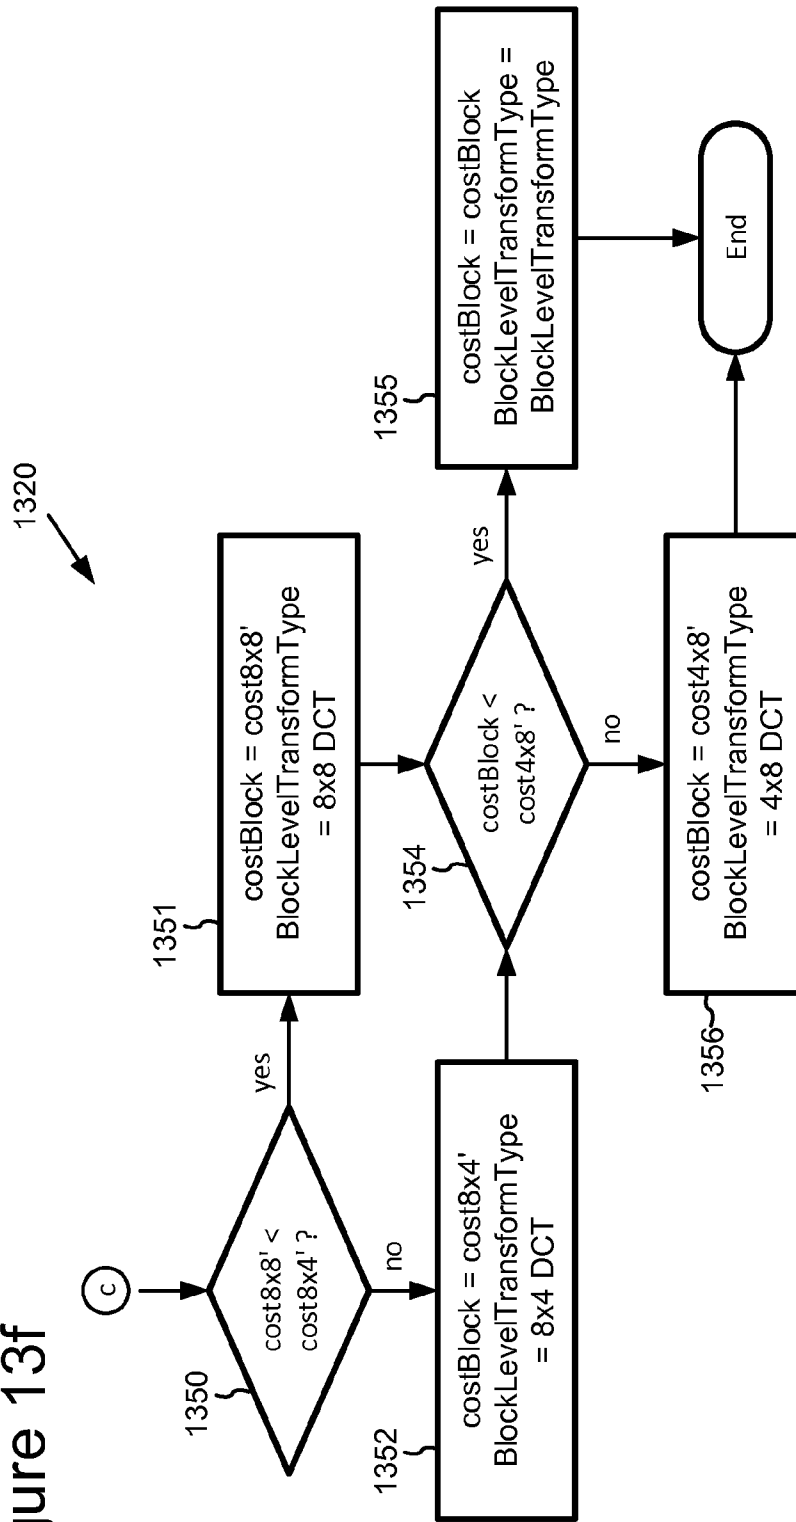 gure 13f
1320
c
1350
cost8x8' <
cost8x4' ?
yes
no
1351
costBlock = cost8x8'
BlockLevelTransformType
= 8x8 DCT
1352
costBlock = cost8x4'
BlockLevelTransformType
= 8x4 DCT
1354
costBlock <
cost4x8' ?
yes
no
1355
costBlock = costBlock
BlockLevelTransformType =
BlockLevelTransformType
1356
costBlock = cost4x8'
BlockLevelTransformType
= 4x8 DCT
End